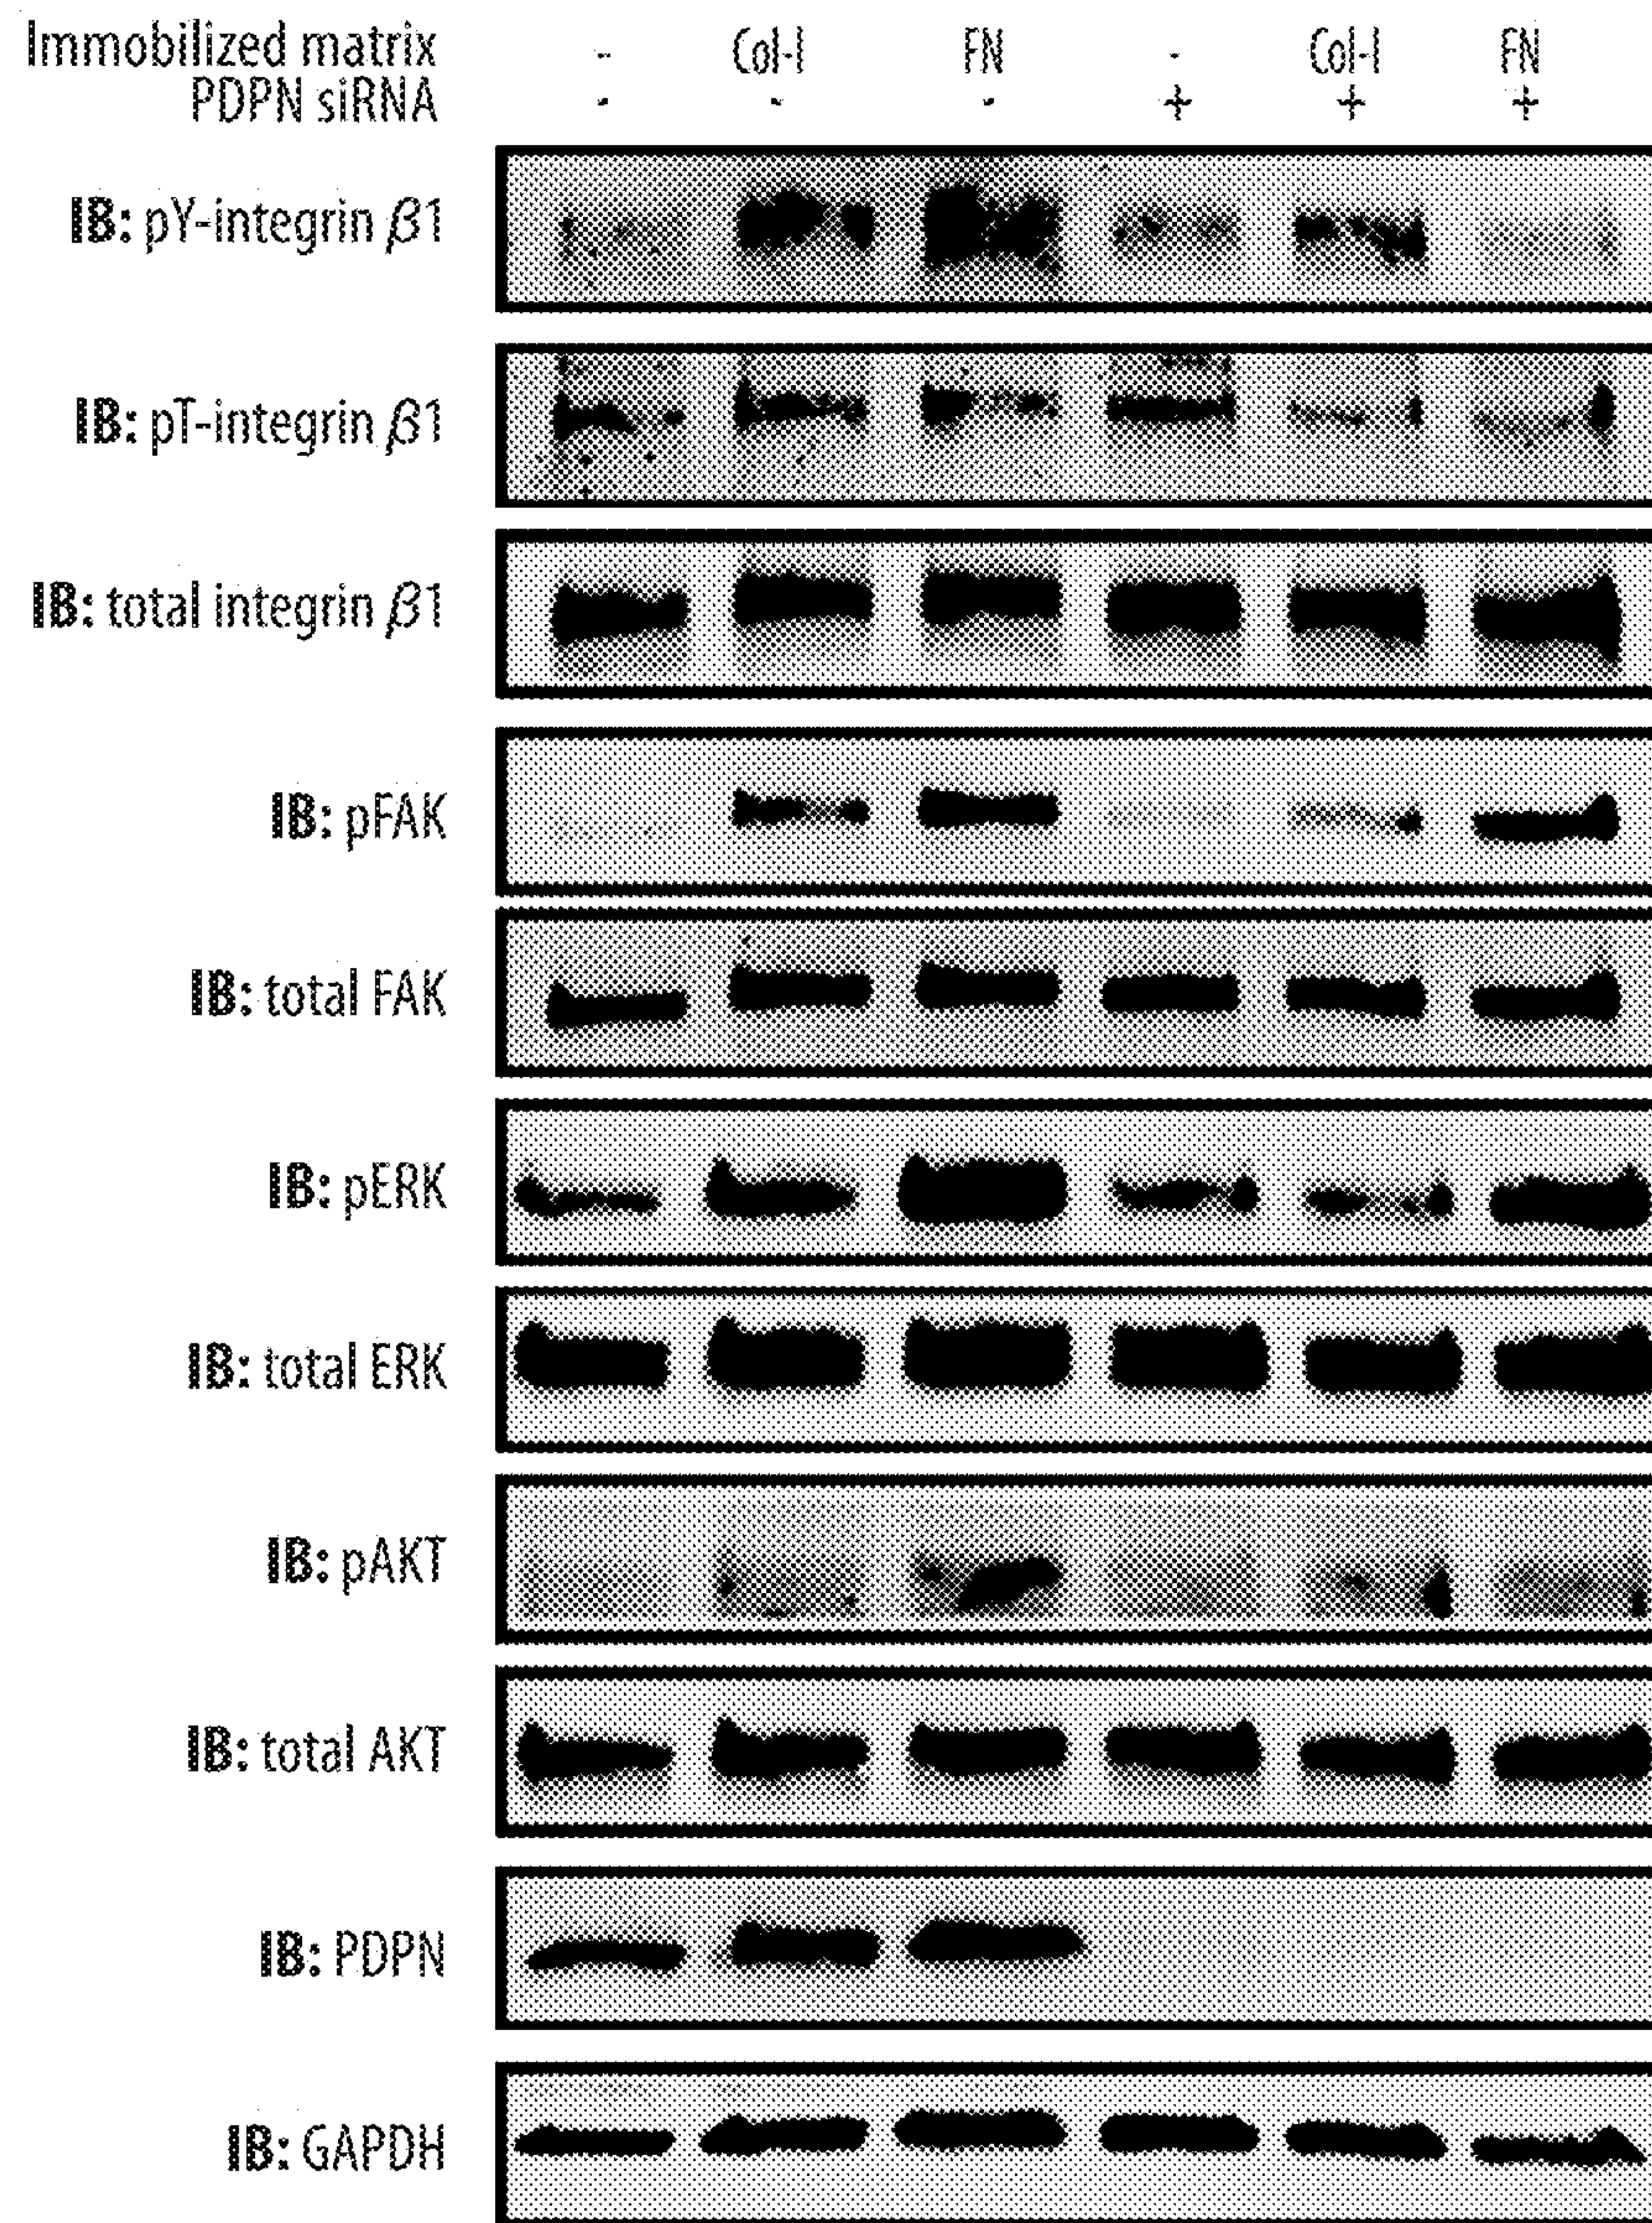 Immobilized matrix - Col-I FN - Col-I FN
PDPN siRNA - - - + + +
IB: pY-integrin β1
IB: pT-integrin β1
IB: total integrin β1
IB: pFAK
IB: total FAK
IB: pERK
IB: total ERK
IB: pAKT
IB: total AKT
IB: PDPN
IB: GAPDH